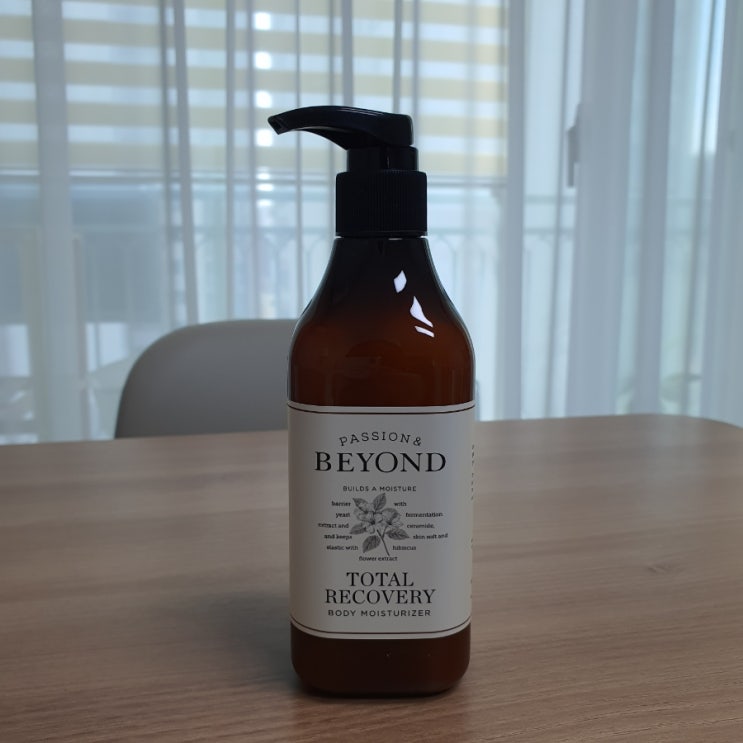 PASSION &
BEYOND
BUILDS A MOISTURE
barrier with
yeast fermentation
extract and ceramide,
and keeps skin soft and
elastic with hibiscus
flower extract
TOTAL
RECOVERY
BODY MOISTURIZER